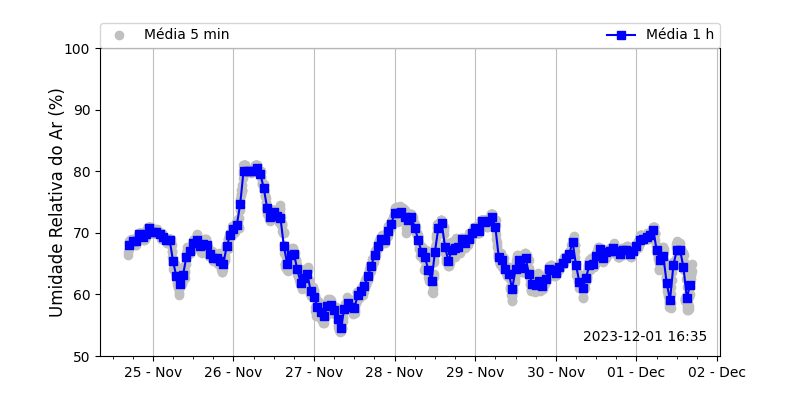 Média 5 min
Média 1 h
Umidade Relativa do Ar (%)
100
90
80
70
60
50
2023-12-01 16:35
25 - Nov
26 - Nov
27 - Nov
28 - Nov
29 - Nov
30 - Nov
01 - Dec
02 - Dec